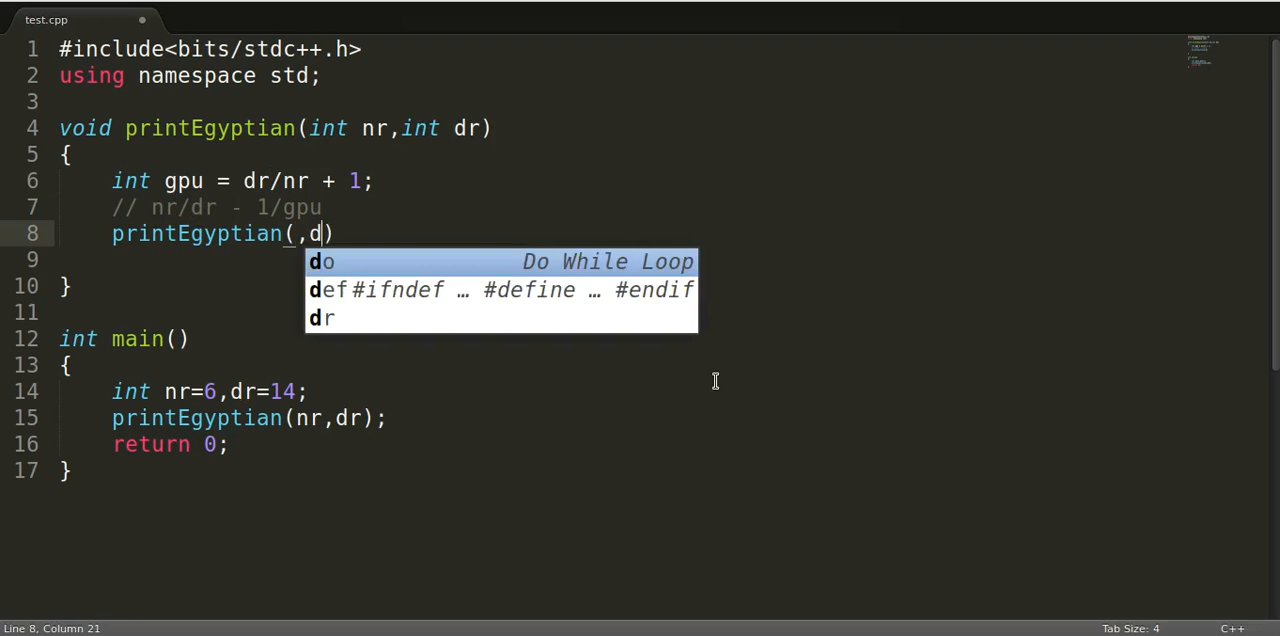 test.cpp
1 #include<bits/stdc++.h>
2 using namespace std;
3
4 void printEgyptian(int nr,int dr)
5 {
6 int gpu = dr/nr + 1;
7 // nr/dr - 1/gpu
8 printEgyptian(,d)
do Do While Loop
9
def #ifndef … #define … #endif
10 }
dr
11
12 int main()
13 {
14 int nr=6,dr=14;
15 printEgyptian(nr,dr);
16 return 0;
17 }
Line 8, Column 21 Tab Size: 4 C++